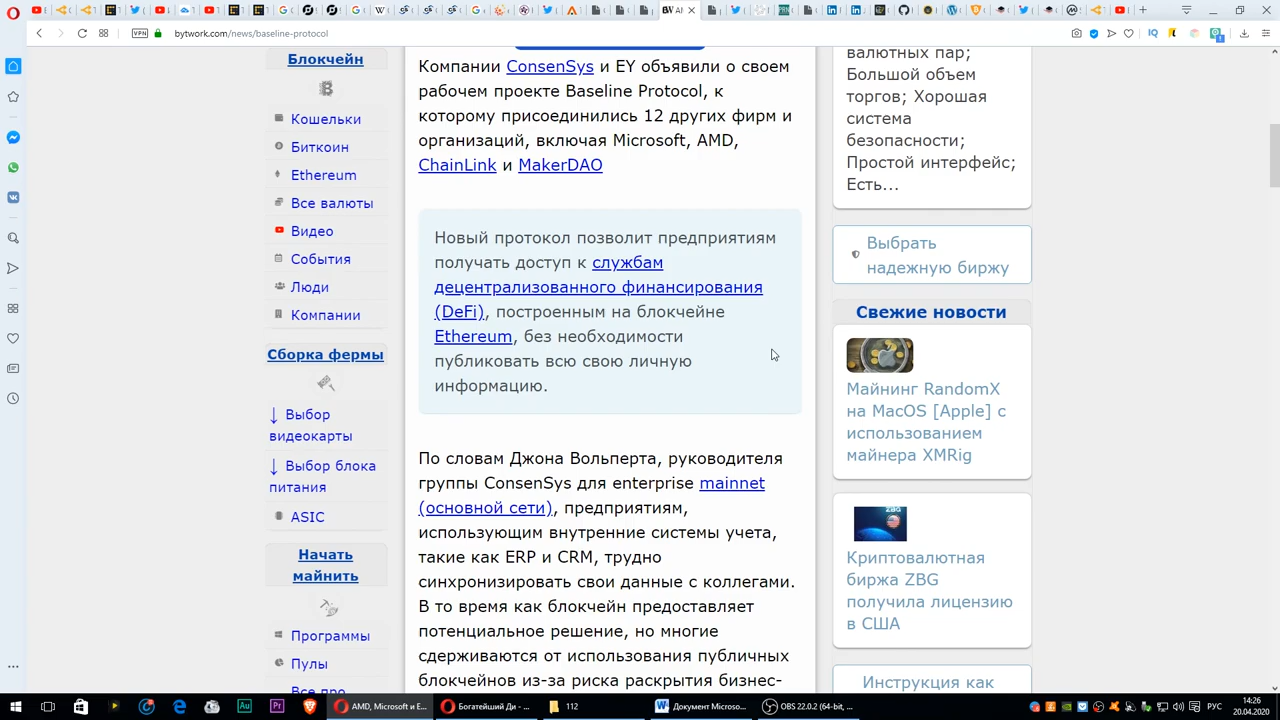 VPN
bytwork.com/news/baseline-protocol
IQ
Блокчейн
Кошельки
Биткоин
Ethereum
Все валюты
Видео
События
Люди
Компании
Сборка фермы
↓ Выбор
видеокарты
↓ Выбор блока
питания
ASIC
Начать
майнить
Программы
Пулы
Компании ConsenSys и EY объявили о своем
рабочем проекте Baseline Protocol, к
которому присоединились 12 других фирм и
организаций, включая Microsoft, AMD,
ChainLink и MakerDAO
Новый протокол позволит предприятиям
получать доступ к службам
децентрализованного финансирования
(DeFi), построенным на блокчейне
Ethereum, без необходимости
публиковать всю свою личную
информацию.
По словам Джона Вольперта, руководителя
группы ConsenSys для enterprise mainnet
(основной сети), предприятиям,
использующим внутренние системы учета,
такие как ERP и CRM, трудно
синхронизировать свои данные с коллегами.
В то время как блокчейн предоставляет
потенциальное решение, но многие
сдерживаются от использования публичных
блокчейнов из-за риска раскрытия бизнес-
валютных пар;
Большой объем
торгов; Хорошая
система
безопасности;
Простой интерфейс;
Есть...
Выбрать
надежную биржу
Свежие новости
Майнинг RandomX
на MacOS [Apple] с
использованием
майнера XMRig
ZBG
Криптовалютная
биржа ZBG
получила лицензию
в США
Инструкция как
AMD, Microsoft и E...
Богатейший Ди - ...
112
Документ Microso...
OBS 22.0.2 (64-bit, ...
РУС
14:26
20.04.2020